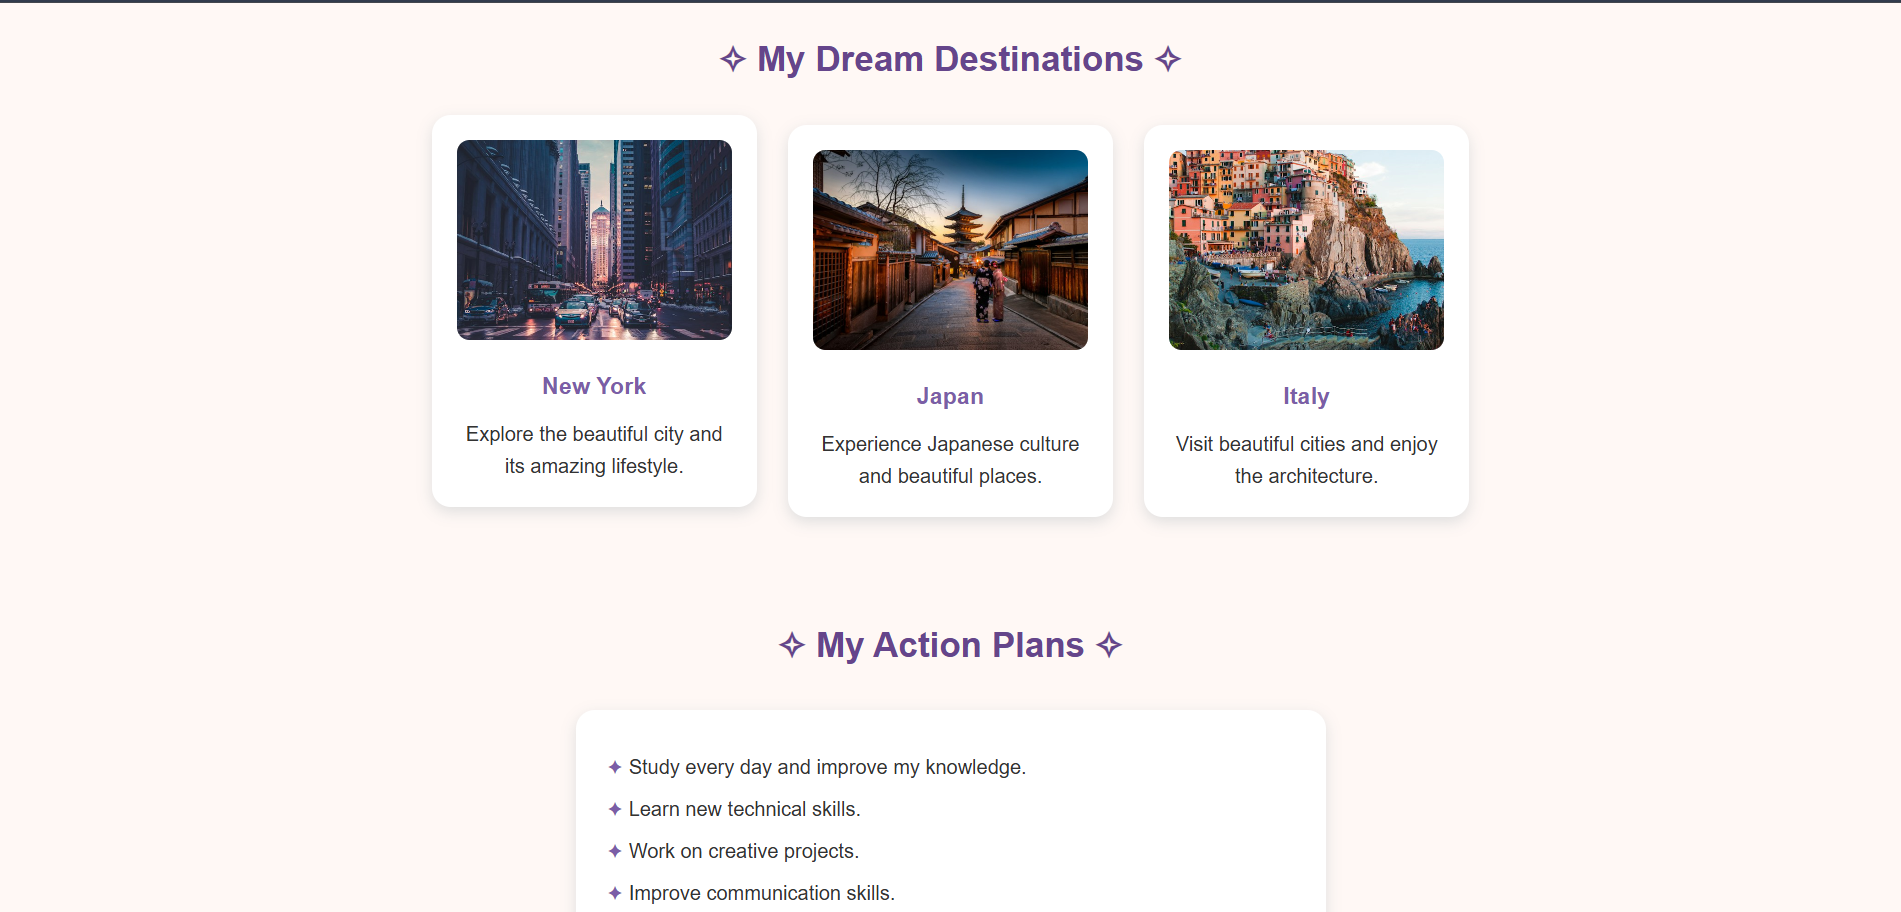 ✧ My Dream Destinations ✧
New York
Explore the beautiful city and
its amazing lifestyle.
Japan
Experience Japanese culture
and beautiful places.
Italy
Visit beautiful cities and enjoy
the architecture.
✧ My Action Plans ✧
✦ Study every day and improve my knowledge.
✦ Learn new technical skills.
✦ Work on creative projects.
✦ Improve communication skills.